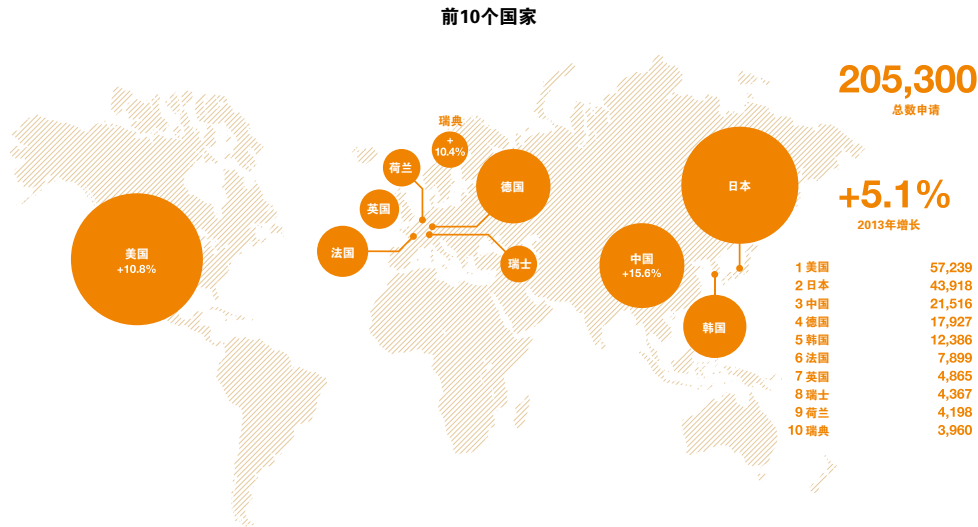 前10个国家
205,300
总数申请
+5.1%
2013年增长
瑞典
+
10.4%
荷兰
德国
日本
英国
美国
+10.8%
法国
瑞士
中国
+15.6%
韩国
1 美国 57,239
2 日本 43,918
3 中国 21,516
4 德国 17,927
5 韩国 12,386
6 法国 7,899
7 英国 4,865
8 瑞士 4,367
9 荷兰 4,198
10 瑞典 3,960